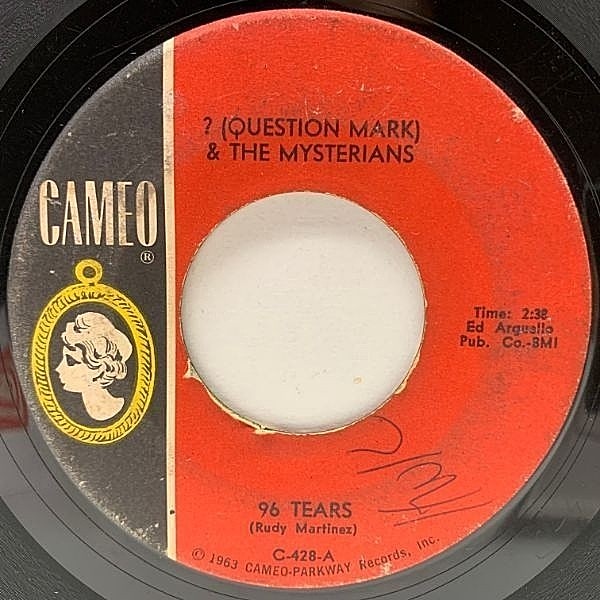 ? (QUESTION MARK)
& THE MYSTERIANS
CAMEO
®
Time: 2:38
Ed Arguello
Pub. Co.-BMI
96 TEARS
(Rudy Martinez)
C-428-A
© 1963 CAMEO-PARKWAY Records, Inc.